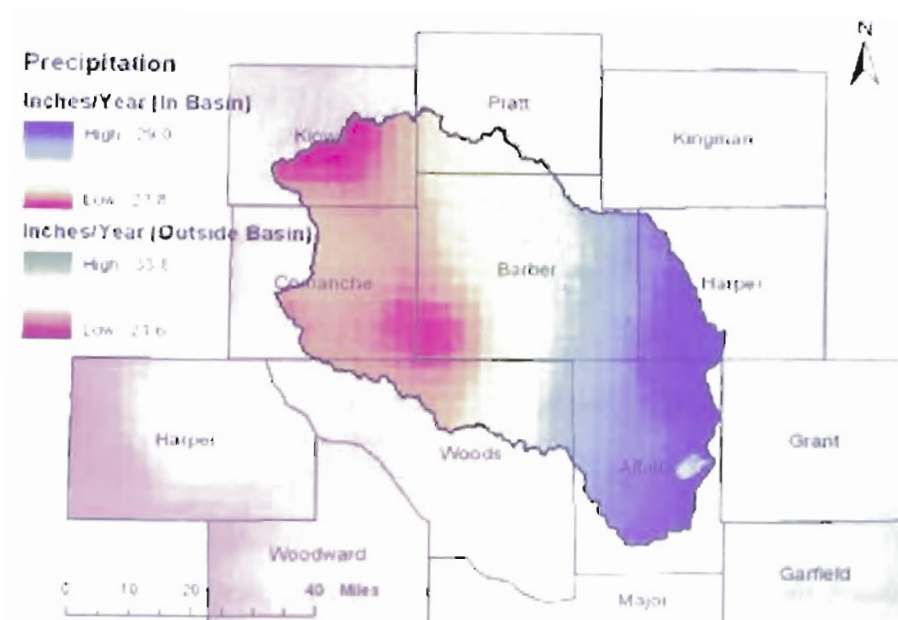 N
Precipitation
Inches/Year (In Basin)
High
Low
Inches/Year (Outside Basin)
High
Low
Pratt
Kingman
Comanche
Barber
Harper
Harper
Woods
Grant
Woodward
Garfield
Major
0 10 20 40 Miles